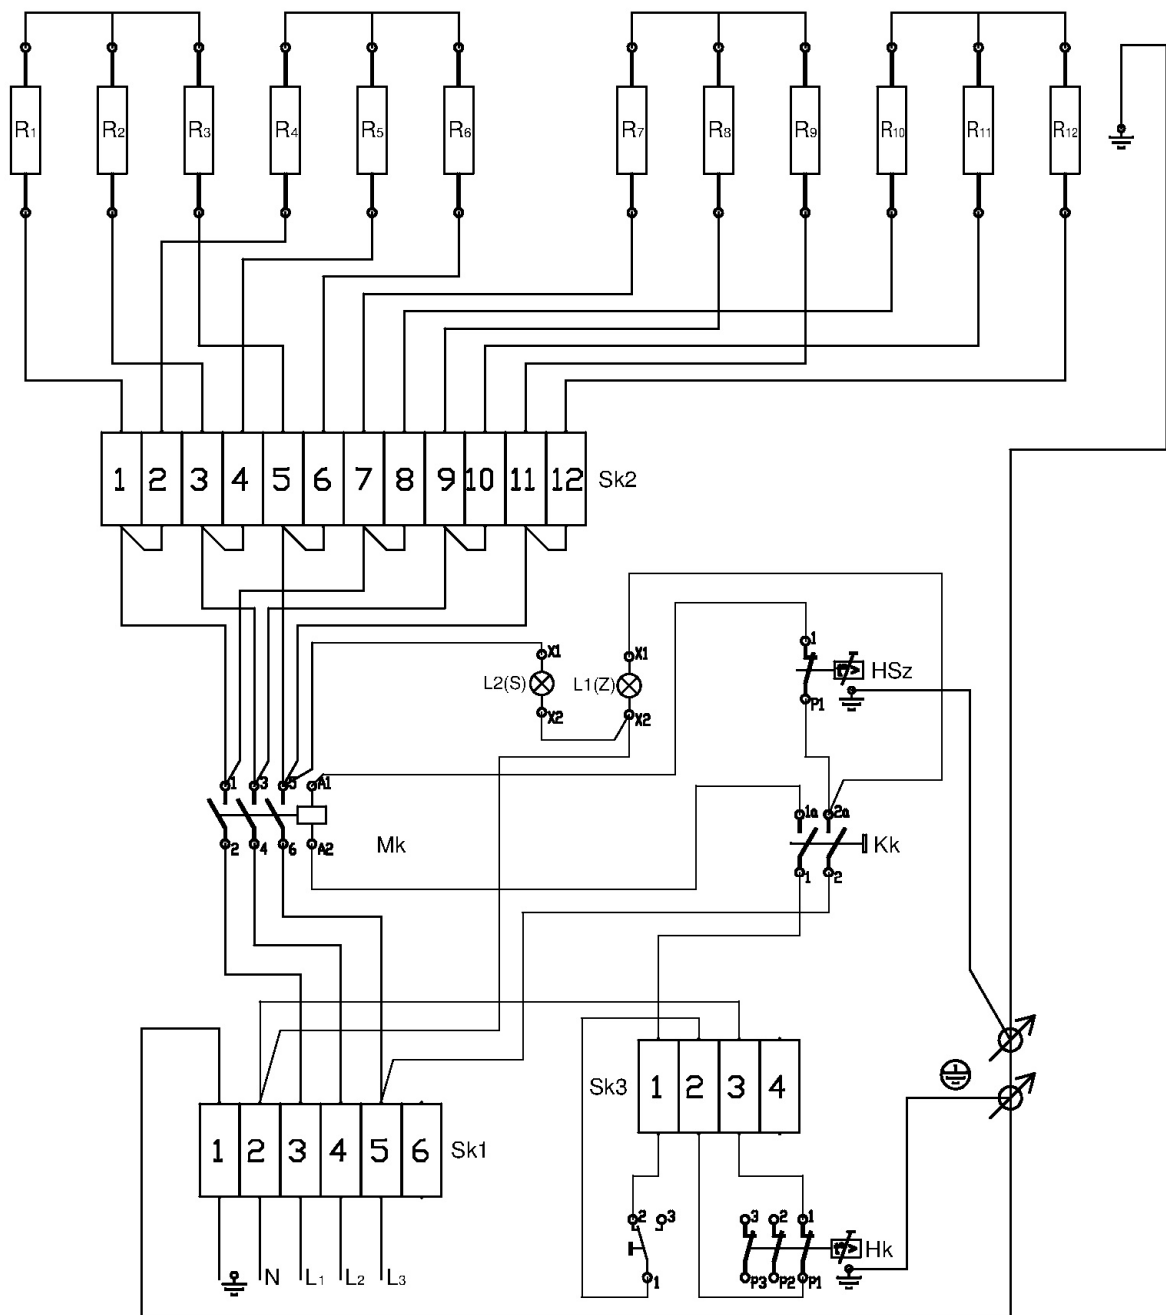 R1 R2 R3 R4 R5 R6 R7 R8 R9 R10 R11 R12
1 2 3 4 5 6 7 8 9 10 11 12 Sk2
X1 X1 1
L2(S) L1(Z) t°> HSz
X2 X2 P1
1 3 5 A1 1a 2a
Mk Kk
2 4 6 A2 1 2
Sk3 1 2 3 4
1 2 3 4 5 6 Sk1
2 3 3 2 1
t°> Hk
N L1 L2 L3 1 P3 P2 P1